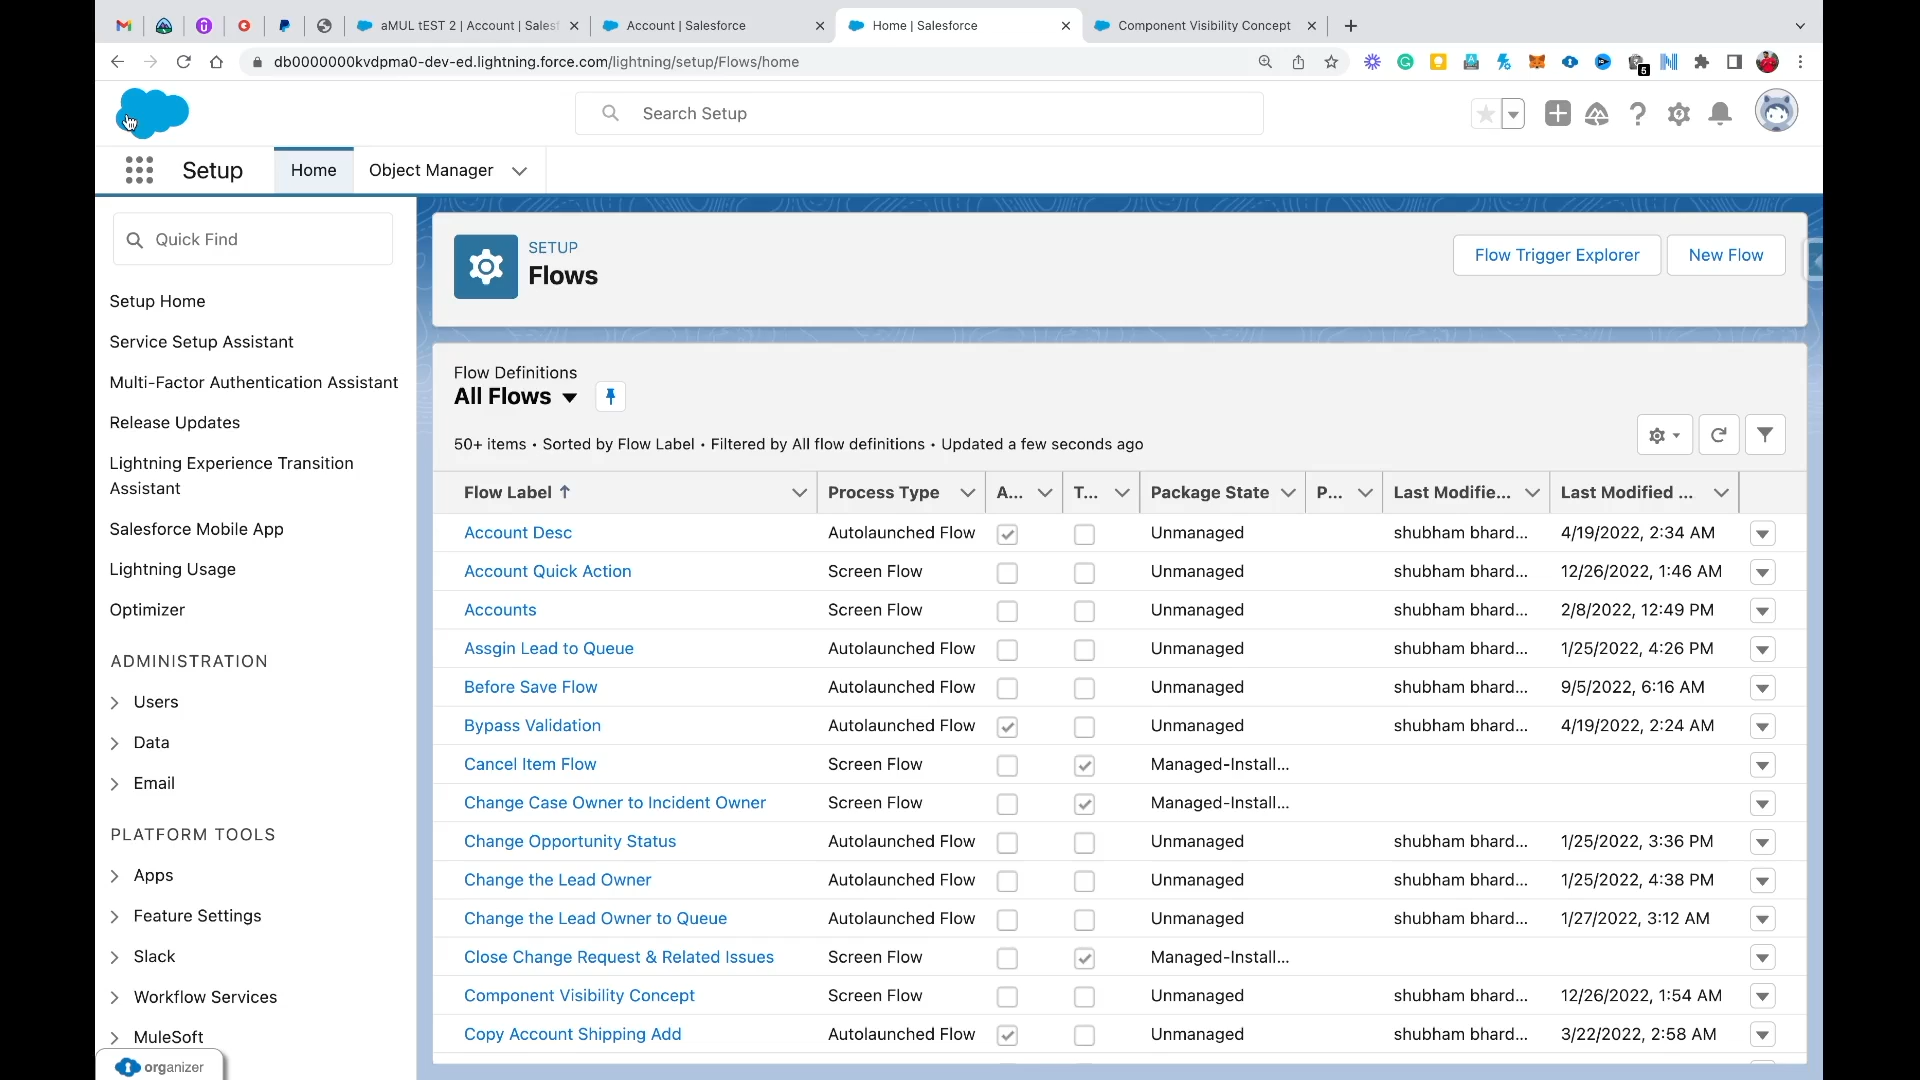 aMUL tEST 2 | Account | Salesf
Account | Salesforce
Home | Salesforce
Component Visibility Concept
db0000000kvdpma0-dev-ed.lightning.force.com/lightning/setup/Flows/home
5
Search Setup
Setup
Home
Object Manager
Quick Find
Setup Home
Service Setup Assistant
Multi-Factor Authentication Assistant
Release Updates
Lightning Experience Transition
Assistant
Salesforce Mobile App
Lightning Usage
Optimizer
ADMINISTRATION
Users
Data
Email
PLATFORM TOOLS
Apps
Feature Settings
Slack
Workflow Services
MuleSoft
organizer
SETUP
Flows
Flow Trigger Explorer
New Flow
Flow Definitions
All Flows
50+ items • Sorted by Flow Label • Filtered by All flow definitions • Updated a few seconds ago
Flow Label Process Type A... T... Package State P... Last Modifie... Last Modified ...
Account Desc Autolaunched Flow Unmanaged shubham bhard... 4/19/2022, 2:34 AM
Account Quick Action Screen Flow Unmanaged shubham bhard... 12/26/2022, 1:46 AM
Accounts Screen Flow Unmanaged shubham bhard... 2/8/2022, 12:49 PM
Assgin Lead to Queue Autolaunched Flow Unmanaged shubham bhard... 1/25/2022, 4:26 PM
Before Save Flow Autolaunched Flow Unmanaged shubham bhard... 9/5/2022, 6:16 AM
Bypass Validation Autolaunched Flow Unmanaged shubham bhard... 4/19/2022, 2:24 AM
Cancel Item Flow Screen Flow Managed-Install...
Change Case Owner to Incident Owner Screen Flow Managed-Install...
Change Opportunity Status Autolaunched Flow Unmanaged shubham bhard... 1/25/2022, 3:36 PM
Change the Lead Owner Autolaunched Flow Unmanaged shubham bhard... 1/25/2022, 4:38 PM
Change the Lead Owner to Queue Autolaunched Flow Unmanaged shubham bhard... 1/27/2022, 3:12 AM
Close Change Request & Related Issues Screen Flow Managed-Install...
Component Visibility Concept Screen Flow Unmanaged shubham bhard... 12/26/2022, 1:54 AM
Copy Account Shipping Add Autolaunched Flow Unmanaged shubham bhard... 3/22/2022, 2:58 AM